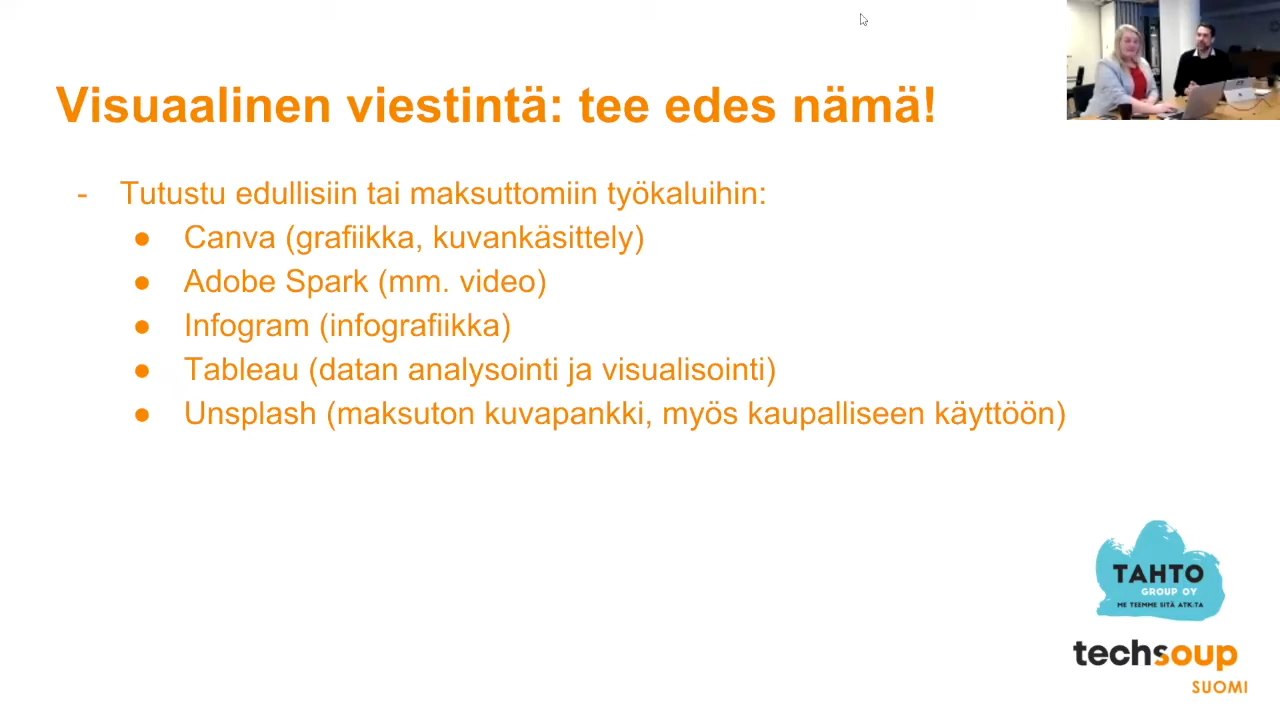 Visuaalinen viestintä: tee edes nämä!
- Tutustu edullisiin tai maksuttomiin työkaluihin:
● Canva (grafiikka, kuvankäsittely)
● Adobe Spark (mm. video)
● Infogram (infografiikka)
● Tableau (datan analysointi ja visualisointi)
● Unsplash (maksuton kuvapankki, myös kaupalliseen käyttöön)
TAHTO
GROUP OY
ME TEEMME SITÄ ATK:TA
techsoup
SUOMI